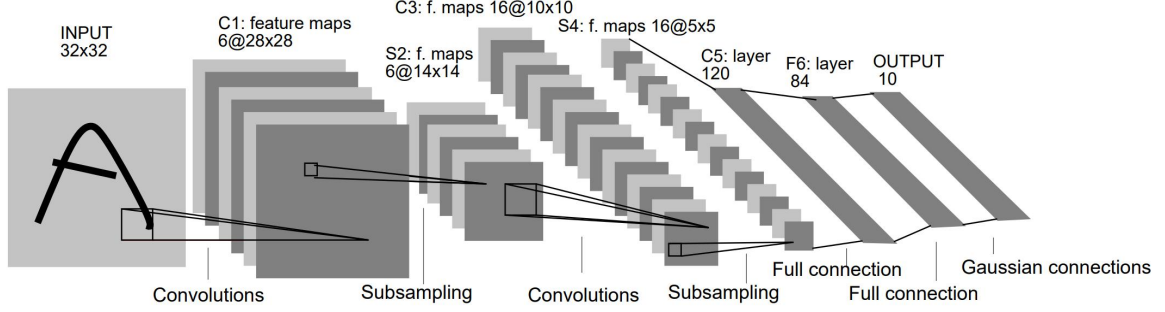 INPUT
32x32
C1: feature maps
6@28x28
S2: f. maps
6@14x14
C3: f. maps 16@10x10
S4: f. maps 16@5x5
C5: layer
120
F6: layer
84
OUTPUT
10
Convolutions
Subsampling
Convolutions
Subsampling
Full connection
Full connection
Gaussian connections